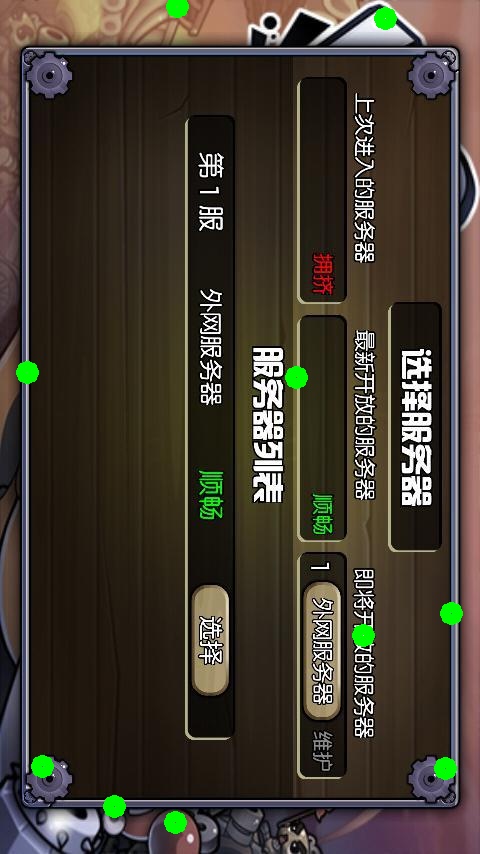 选择服务器
上次进入的服务器
最新开放的服务器
即将开放的服务器
拥挤
顺畅
1 外网服务器 维护
服务器列表
第 1 服 外网服务器 顺畅 选择